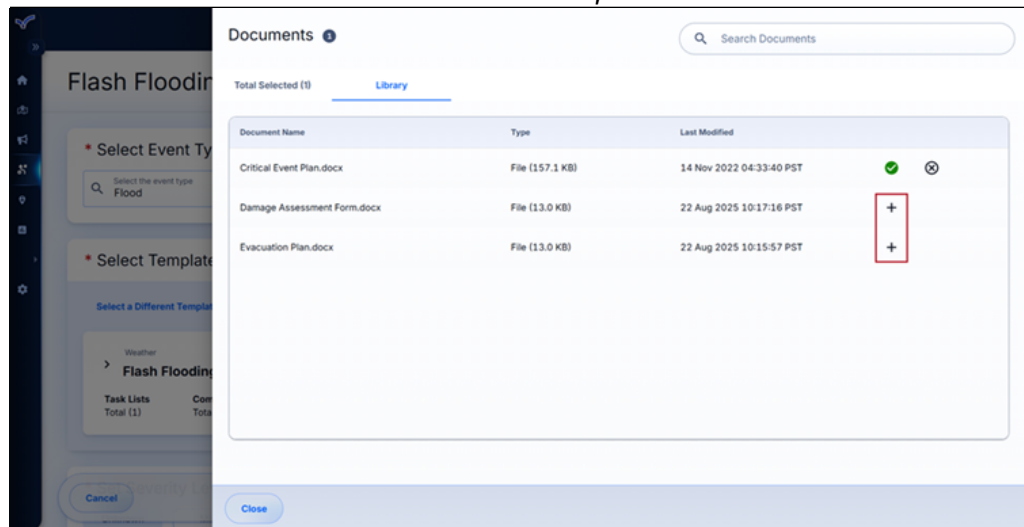 Documents 1
Search Documents
Flash Floodin
Total Selected (1) Library
Document Name Type Last Modified
* Select Event Ty
Critical Event Plan.docx File (157.1 KB) 14 Nov 2022 04:33:40 PST
Select the event type
Flood
Damage Assessment Form.docx File (13.0 KB) 22 Aug 2025 10:17:16 PST
Evacuation Plan.docx File (13.0 KB) 22 Aug 2025 10:15:57 PST
* Select Template
Select a Different Templat
Weather
Flash Flooding
Task Lists Com
Total (1) Tota
Cancel
Close